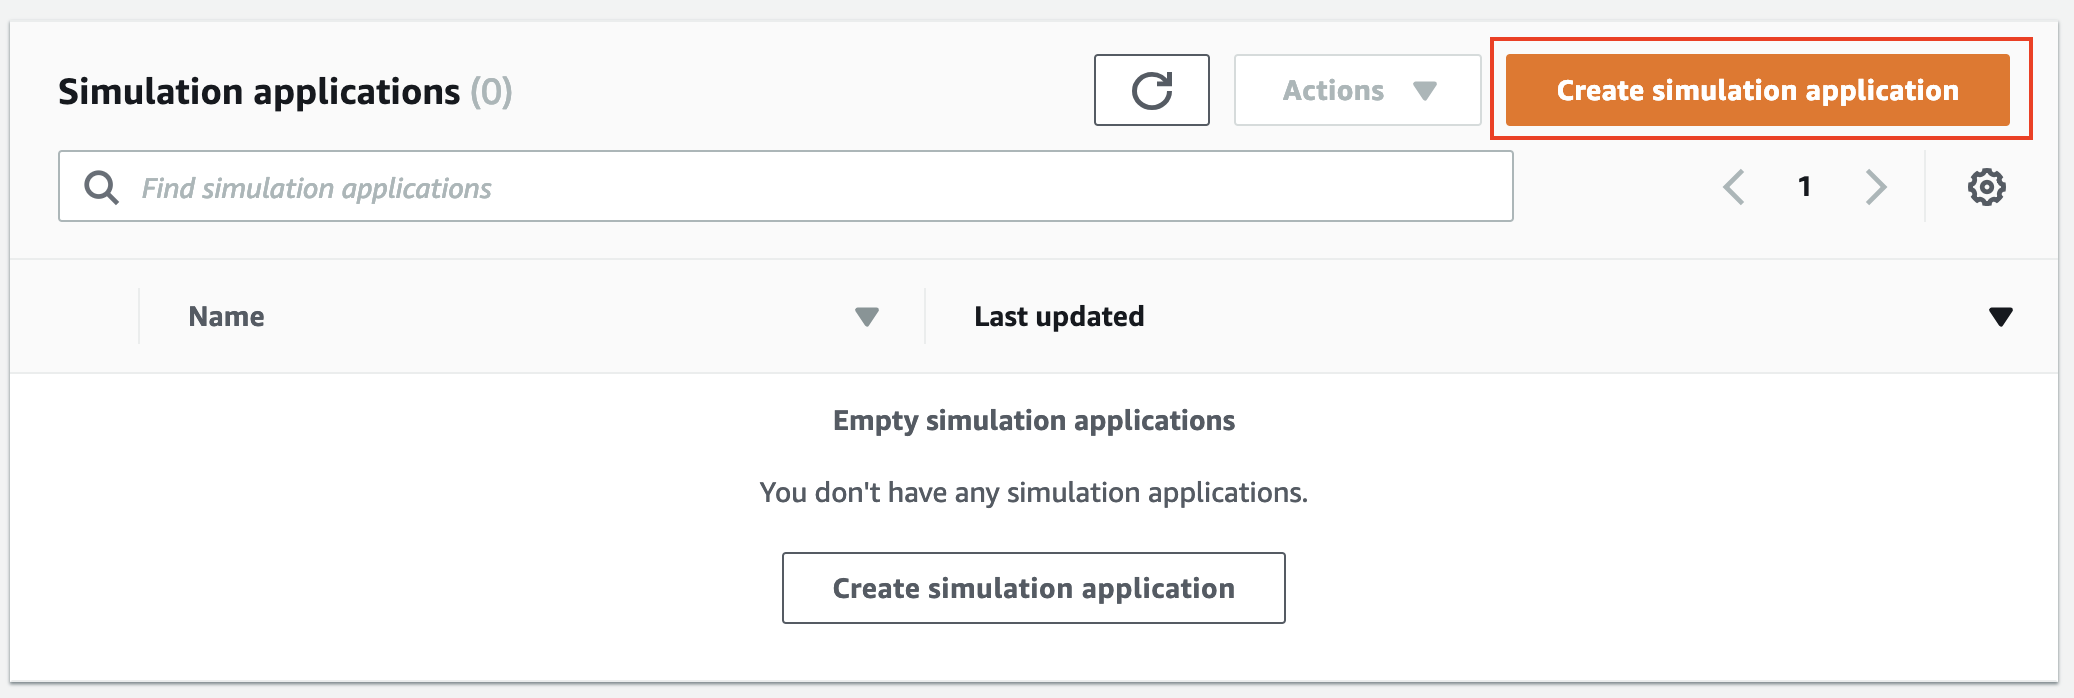 Simulation applications (0)
Actions
Create simulation application
Find simulation applications
1
Name
Last updated
Empty simulation applications
You don't have any simulation applications.
Create simulation application